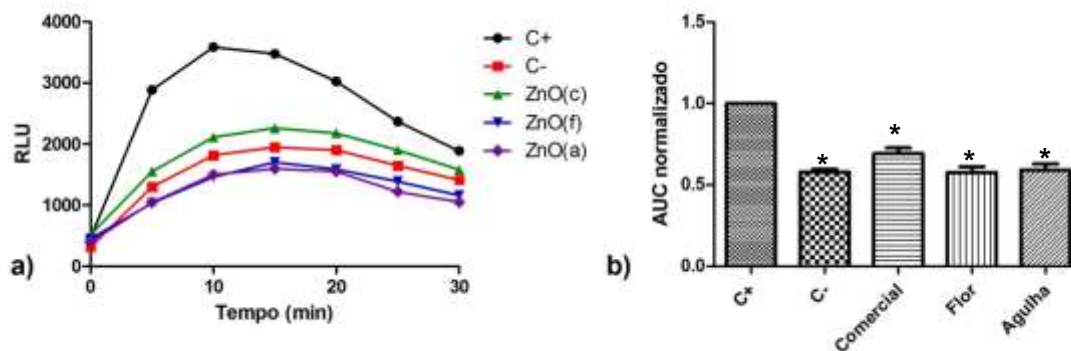 4000
3000
2000
1000
0
RLU
0 10 20 30
Tempo (min)
a)
C+
C-
ZnO(c)
ZnO(f)
ZnO(a)
1.5
1.0
0.5
0.0
AUC normalizado
* * * *
C+ C- Comercial Flor Agulha
b)